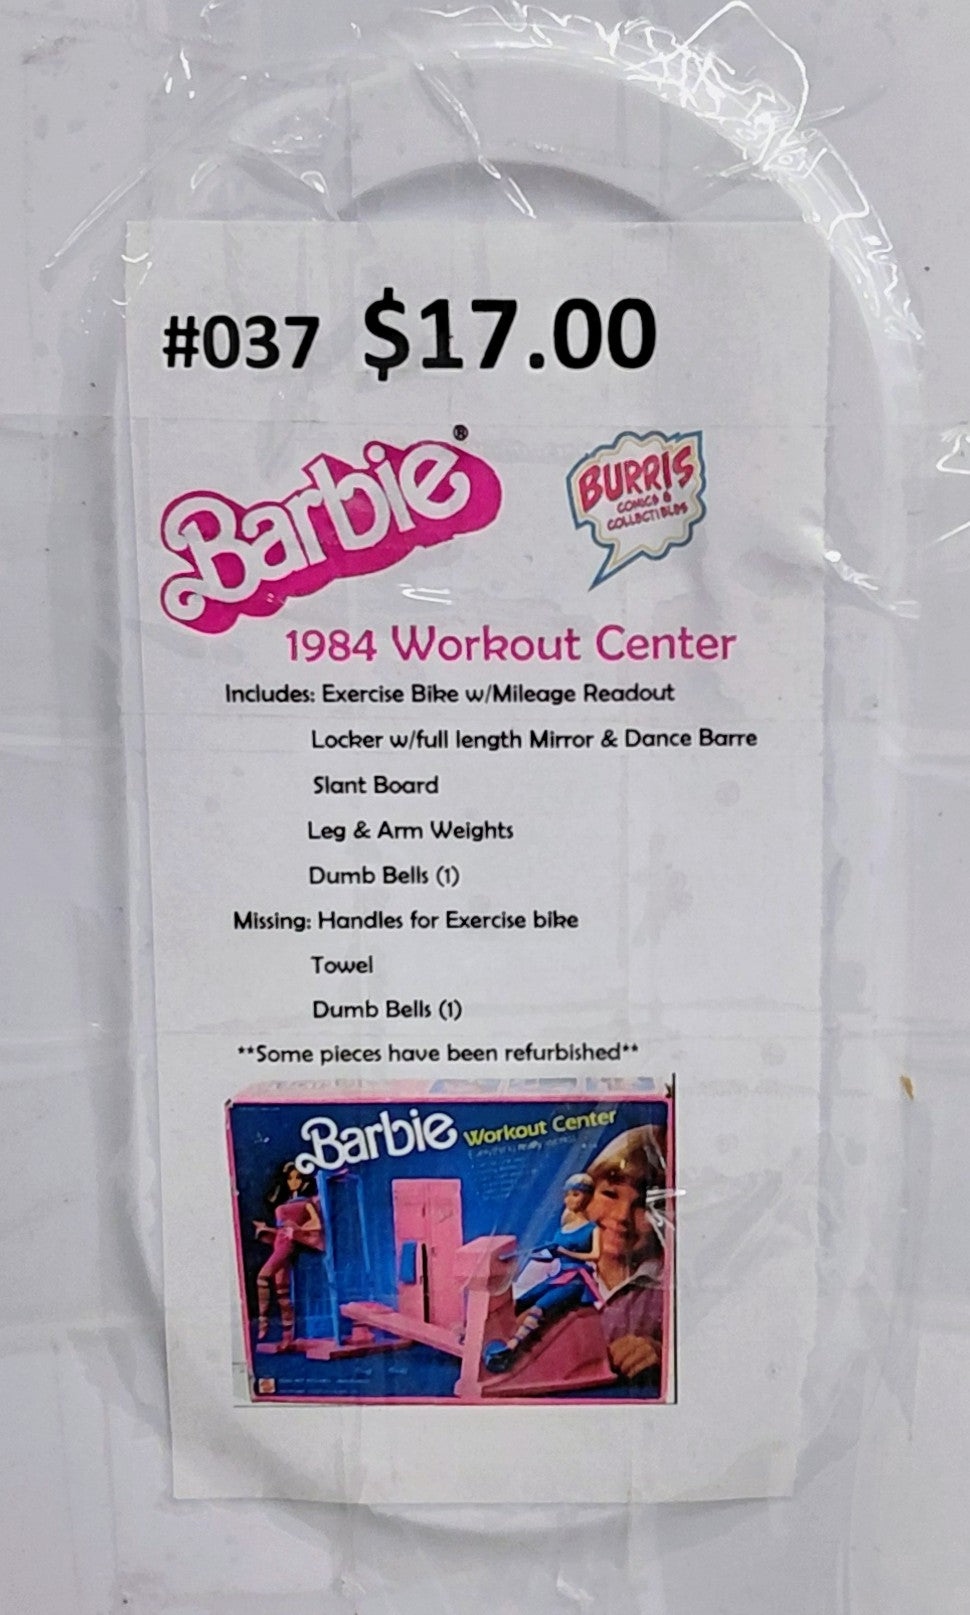 #037 $17.00
Barbie®
BURRIS
COMICS &
COLLECTIBLES
1984 Workout Center
Includes: Exercise Bike w/Mileage Readout
Locker w/full length Mirror & Dance Barre
Slant Board
Leg & Arm Weights
Dumb Bells (1)
Missing: Handles for Exercise bike
Towel
Dumb Bells (1)
**Some pieces have been refurbished**
Barbie Workout Center